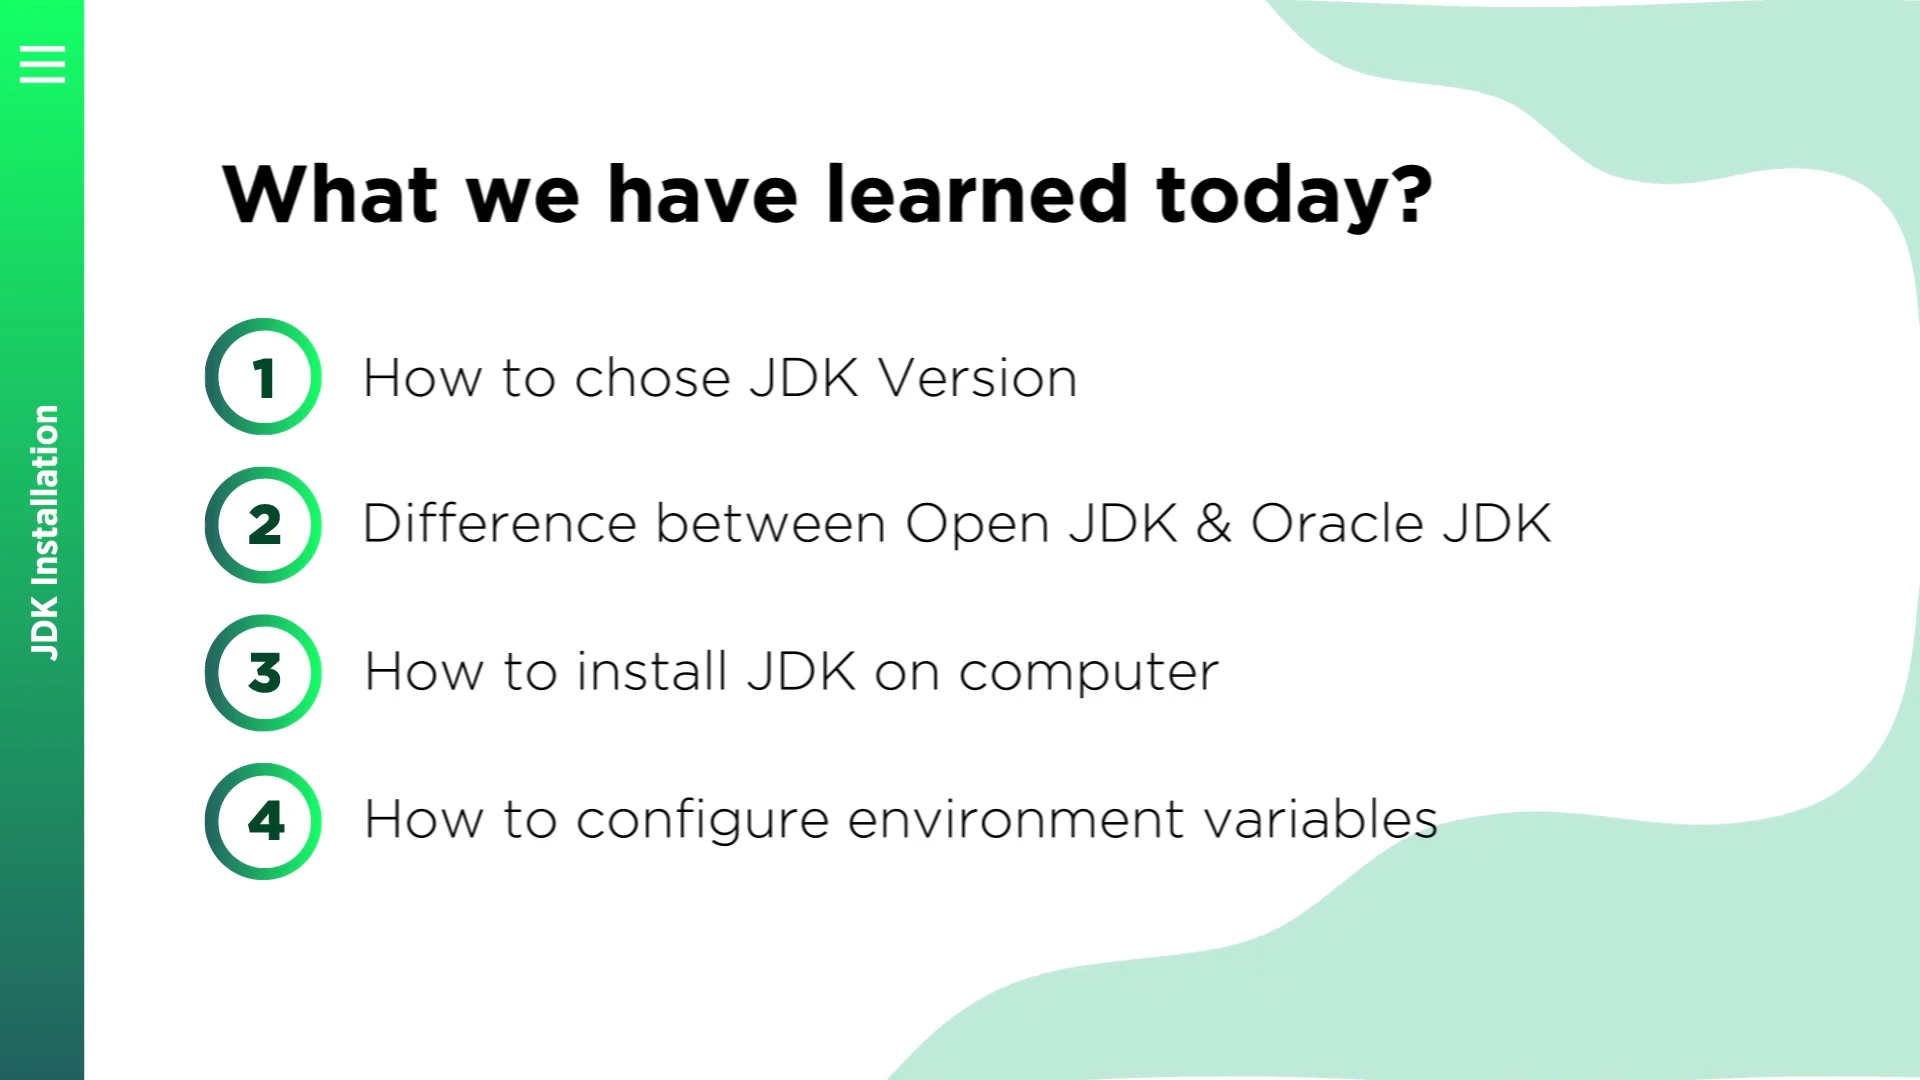 JDK Installation
What we have learned today?
1 How to chose JDK Version
2 Difference between Open JDK & Oracle JDK
3 How to install JDK on computer
4 How to configure environment variables